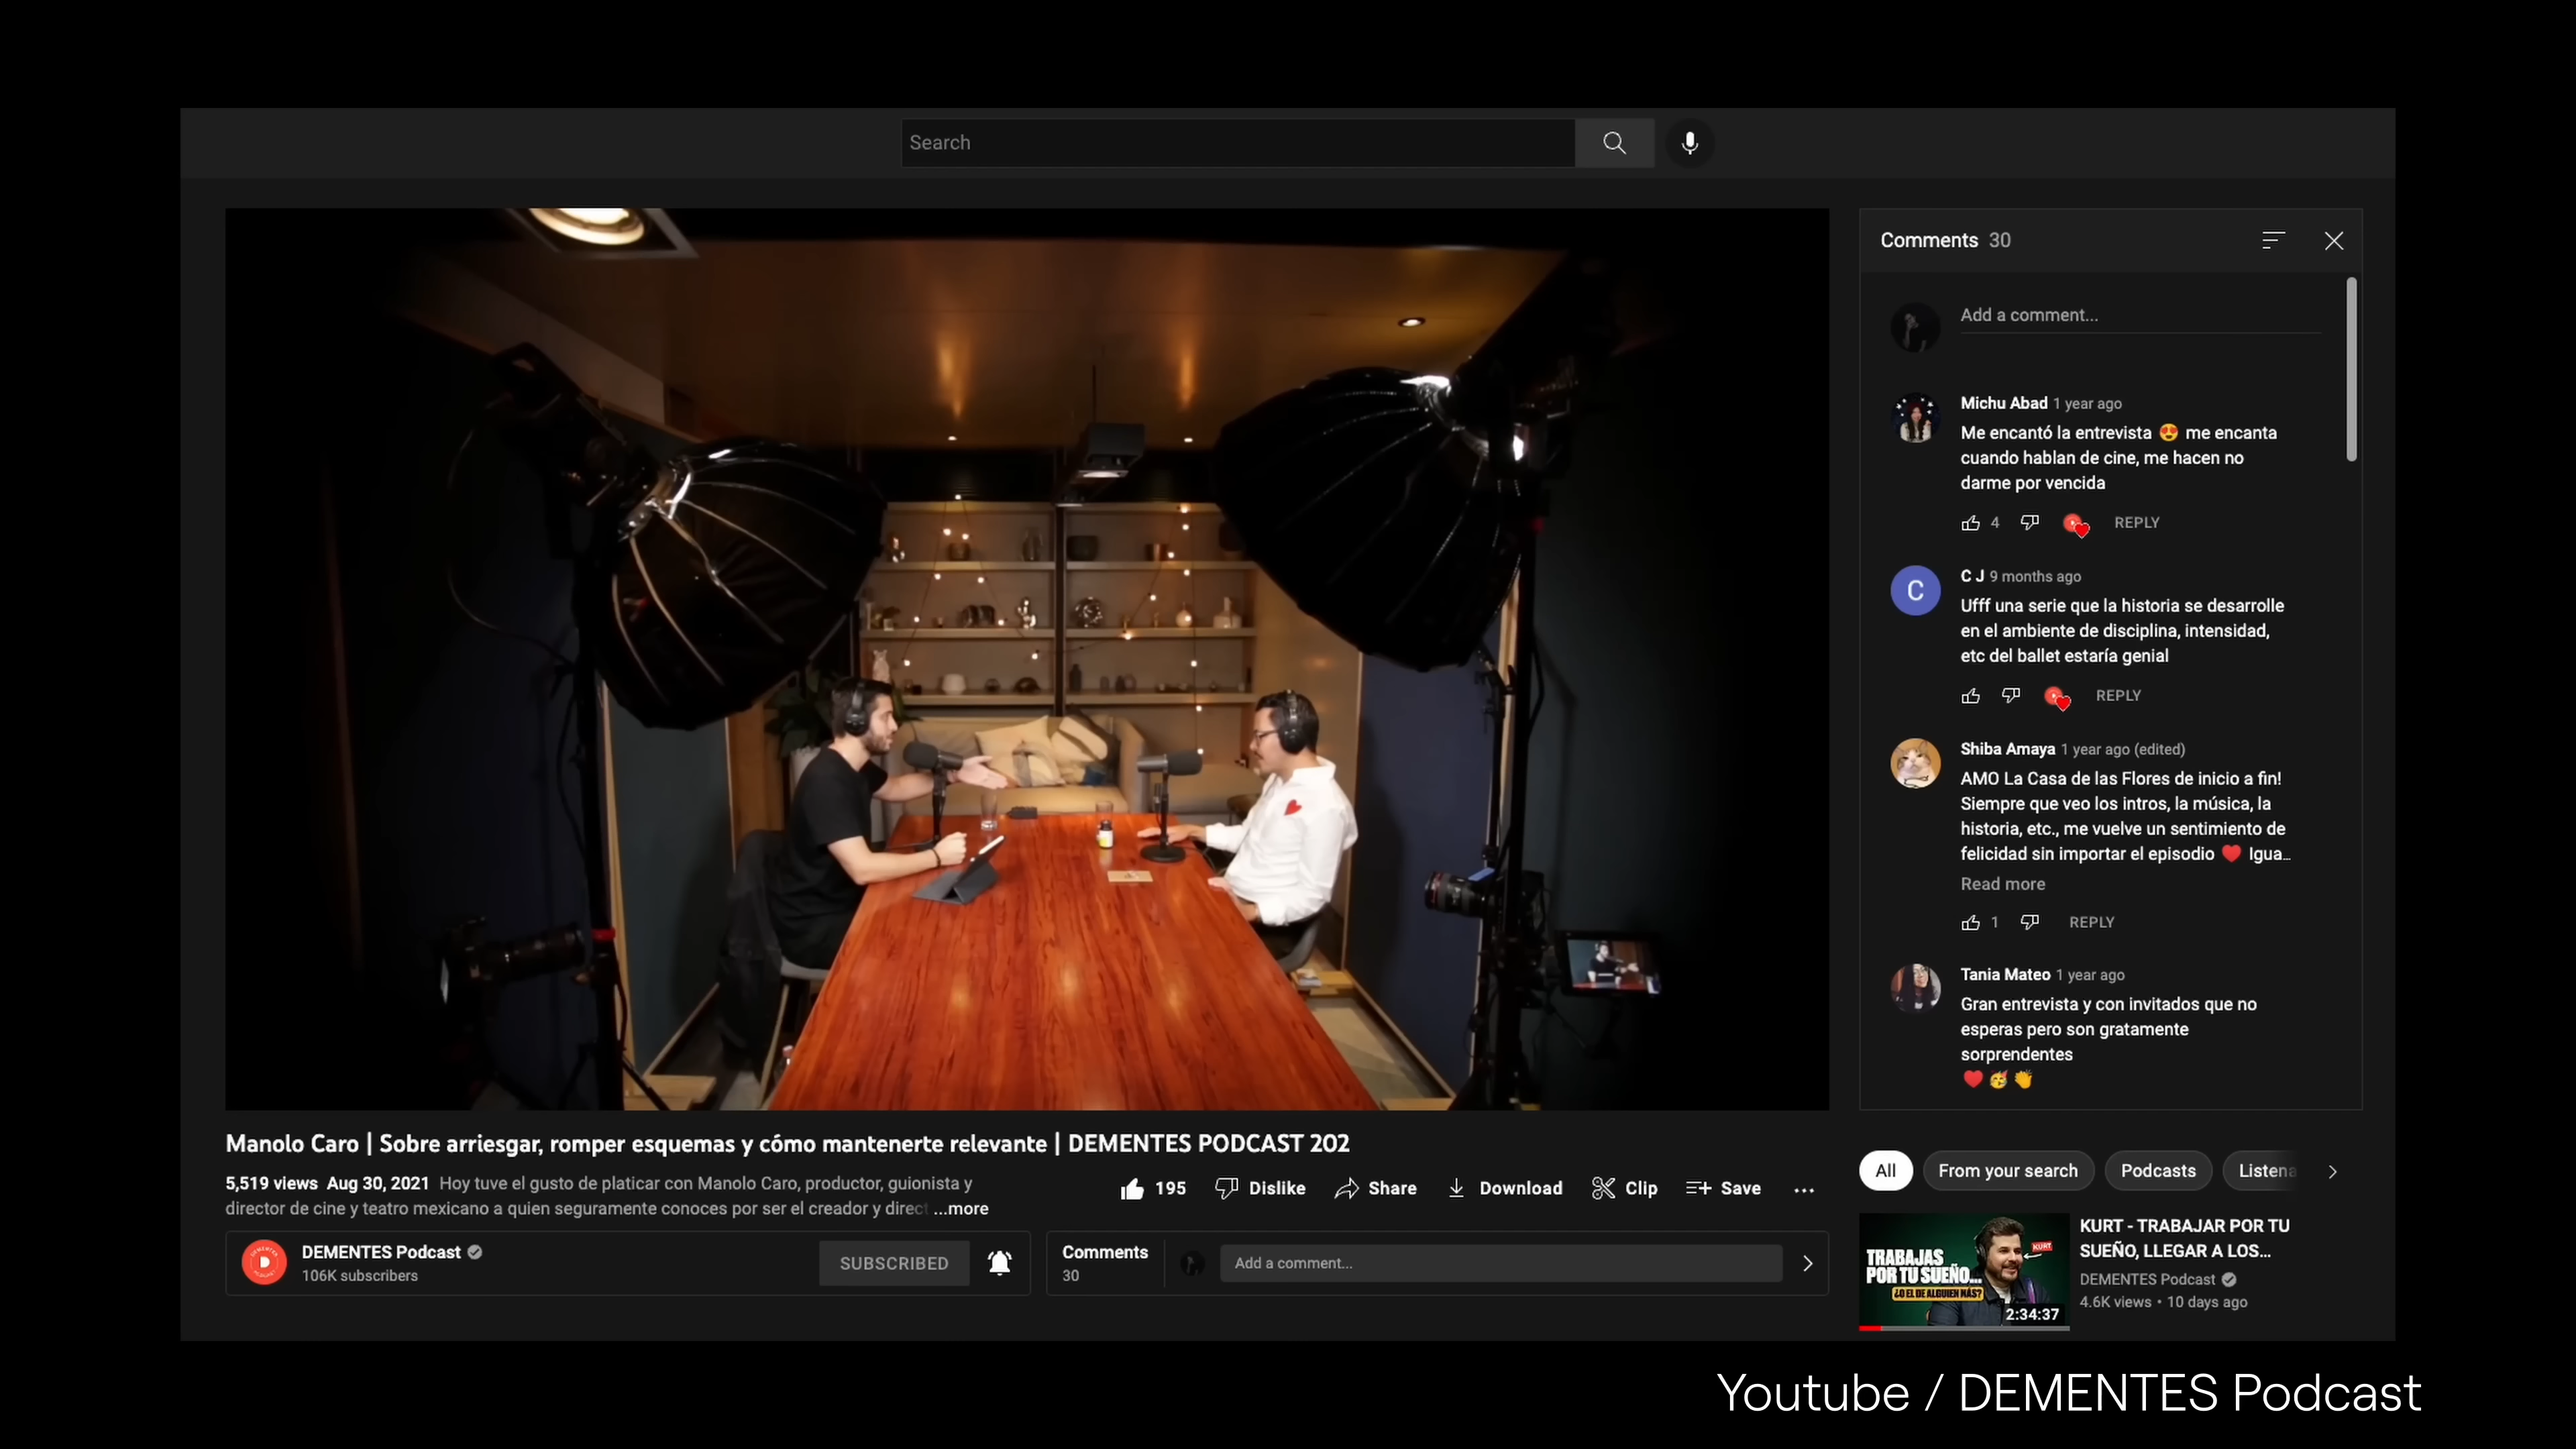 Search
Comments 30
Add a comment...
Michu Abad 1 year ago
Me encantó la entrevista 😍 me encanta
cuando hablan de cine, me hacen no
darme por vencida
4 REPLY
C
C J 9 months ago
Ufff una serie que la historia se desarrolle
en el ambiente de disciplina, intensidad,
etc del ballet estaría genial
REPLY
Shiba Amaya 1 year ago (edited)
AMO La Casa de las Flores de inicio a fin!
Siempre que veo los intros, la música, la
historia, etc., me vuelve un sentimiento de
felicidad sin importar el episodio ❤️ Igua...
Read more
1 REPLY
Tania Mateo 1 year ago
Gran entrevista y con invitados que no
esperas pero son gratamente
sorprendentes
❤️🥳👏
Manolo Caro | Sobre arriesgar, romper esquemas y cómo mantenerte relevante | DEMENTES PODCAST 202
5,519 views Aug 30, 2021 Hoy tuve el gusto de platicar con Manolo Caro, productor, guionista y
director de cine y teatro mexicano a quien seguramente conoces por ser el creador y direc ...more
195 Dislike Share Download Clip Save ...
DEMENTES Podcast
106K subscribers
SUBSCRIBED
Comments
30
Add a comment...
All From your search Podcasts Listena
TRABAJAS
POR TU SUEÑO...
¿O EL DE ALGUIEN MÁS?
KURT
2:34:37
KURT - TRABAJAR POR TU
SUEÑO, LLEGAR A LOS...
DEMENTES Podcast
4.6K views • 10 days ago
Youtube / DEMENTES Podcast